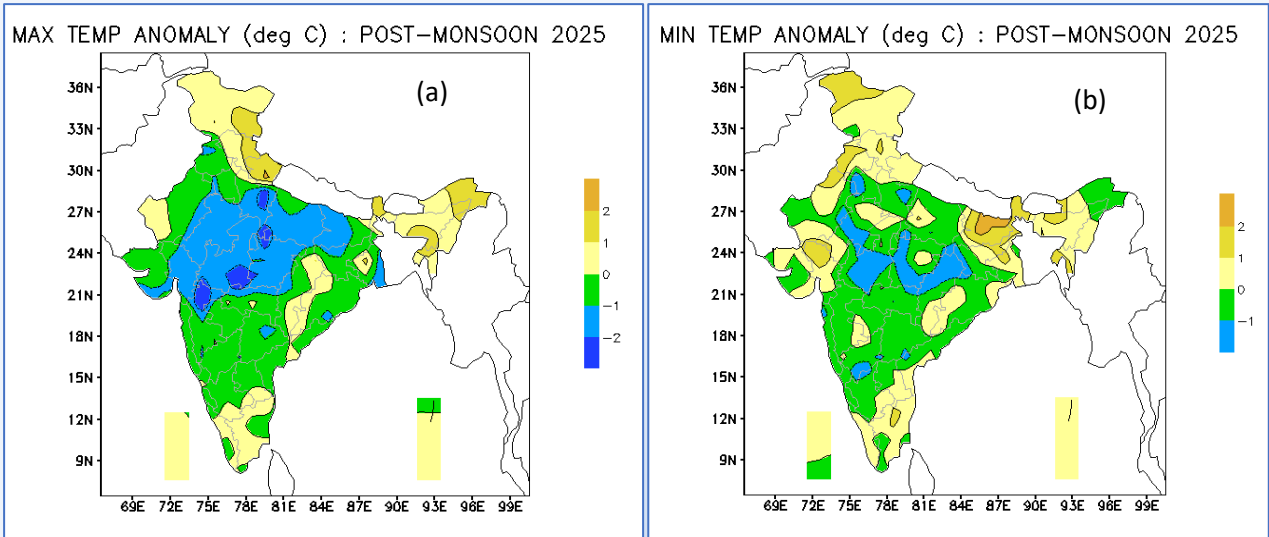 MAX TEMP ANOMALY (deg C) : POST-MONSOON 2025
(a)
36N
33N
30N
27N
24N
21N
18N
15N
12N
9N
69E 72E 75E 78E 81E 84E 87E 90E 93E 96E 99E
2
1
0
-1
-2
MIN TEMP ANOMALY (deg C) : POST-MONSOON 2025
(b)
36N
33N
30N
27N
24N
21N
18N
15N
12N
9N
69E 72E 75E 78E 81E 84E 87E 90E 93E 96E 99E
2
1
0
-1